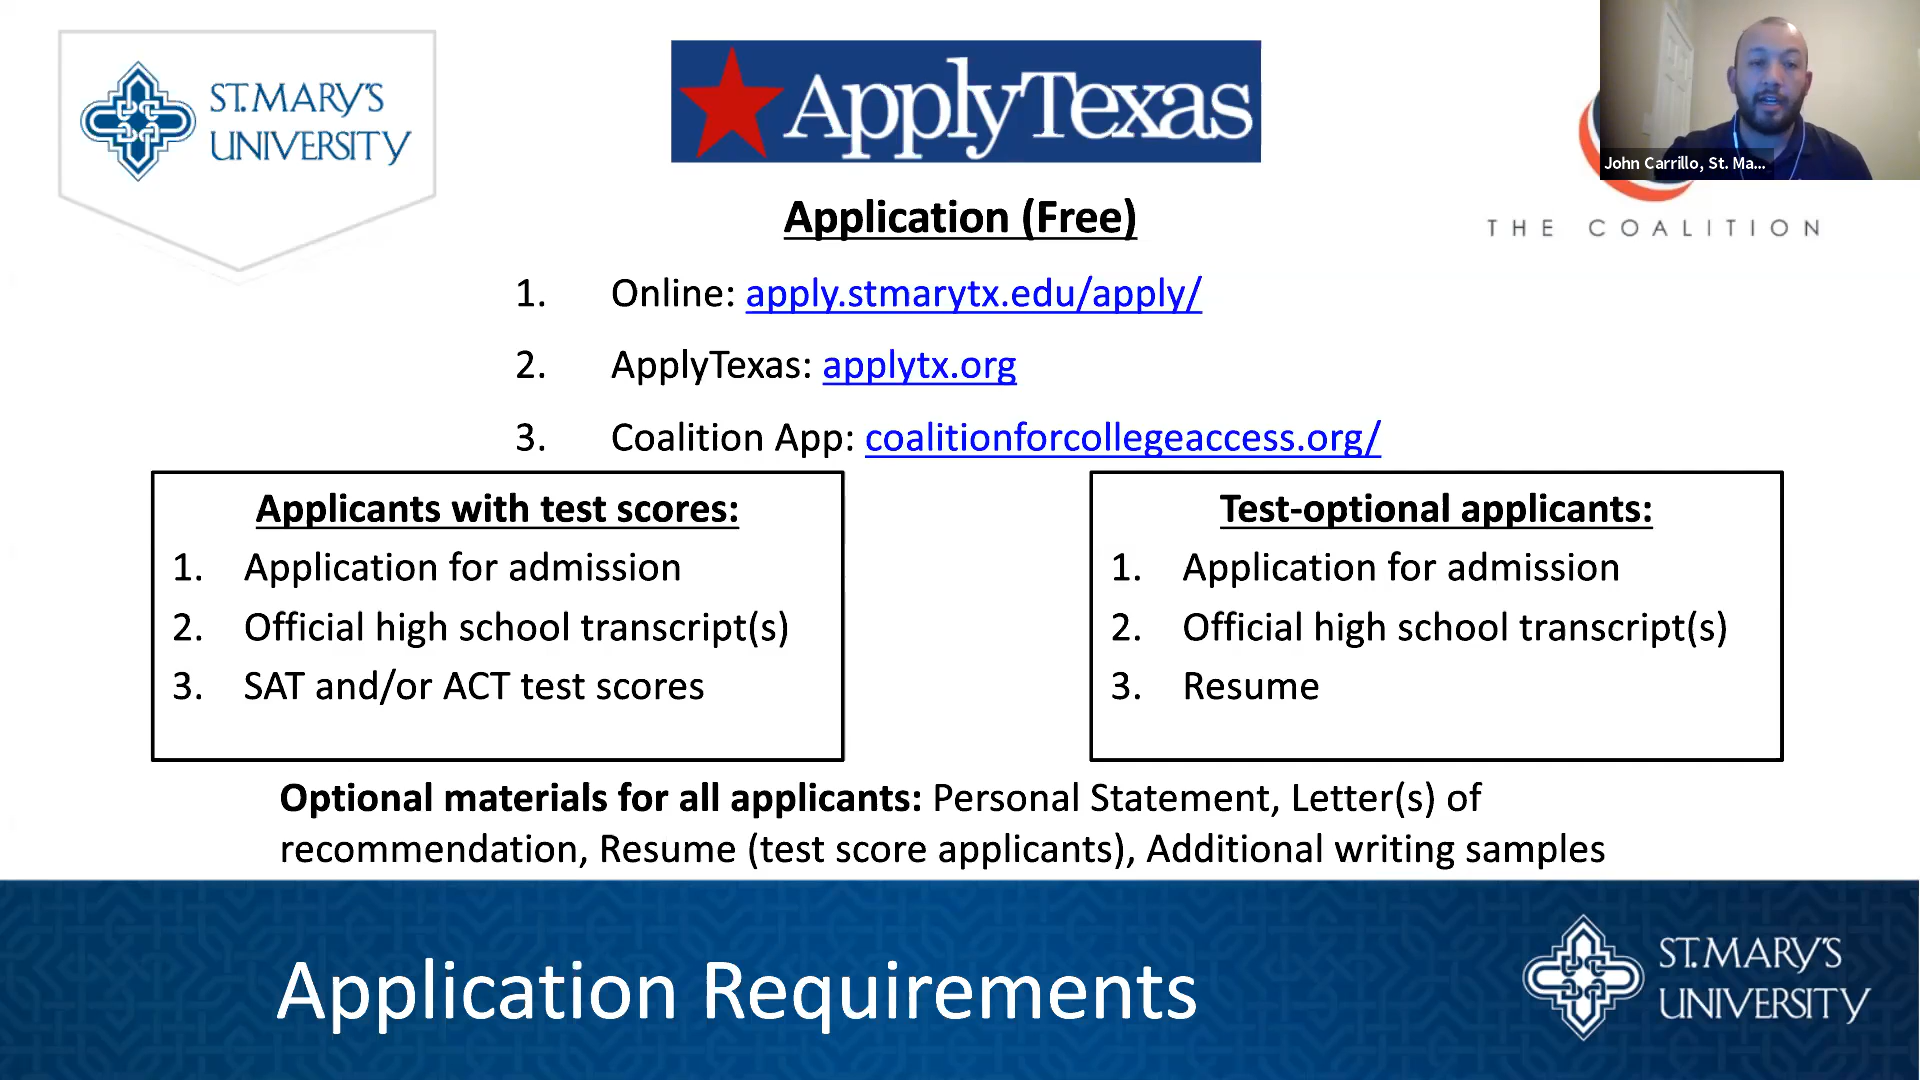 ST. MARY'S
UNIVERSITY
ApplyTexas
John Carrillo, St. Ma...
THE COALITION
Application (Free)
1. Online: apply.stmarytx.edu/apply/
2. ApplyTexas: applytx.org
3. Coalition App: coalitionforcollegeaccess.org/
Applicants with test scores:
1. Application for admission
2. Official high school transcript(s)
3. SAT and/or ACT test scores
Test-optional applicants:
1. Application for admission
2. Official high school transcript(s)
3. Resume
Optional materials for all applicants: Personal Statement, Letter(s) of
recommendation, Resume (test score applicants), Additional writing samples
Application Requirements
ST. MARY'S
UNIVERSITY